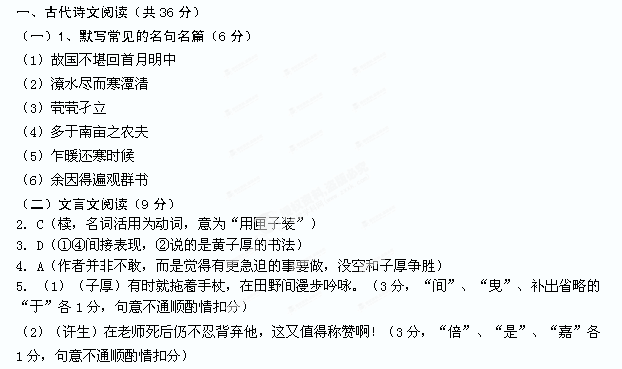 一、古代诗文阅读（共36分）
（一）1、默写常见的名句名篇（6分）
（1）故国不堪回首月明中
（2）潦水尽而寒潭清
（3）茕茕孑立
（4）多于南亩之农夫
（5）乍暖还寒时候
（6）余因得遍观群书
（二）文言文阅读（9分）
2. C（椟，名词活用为动词，意为“用匣子装”）
3. D（①④间接表现，②说的是黄子厚的书法）
4. A（作者并非不敢，而是觉得有更急迫的事要做，没空和子厚争胜）
5.（1）（子厚）有时就拖着手杖，在田野间漫步吟咏。（3分，“间”、“曳”、补出省略的
“于”各1分，句意不通顺酌情扣分）
（2）（许生）在老师死后仍不忍背弃他，这又值得称赞啊！（3分，“倍”、“是”、“嘉”各
1分，句意不通顺酌情扣分）